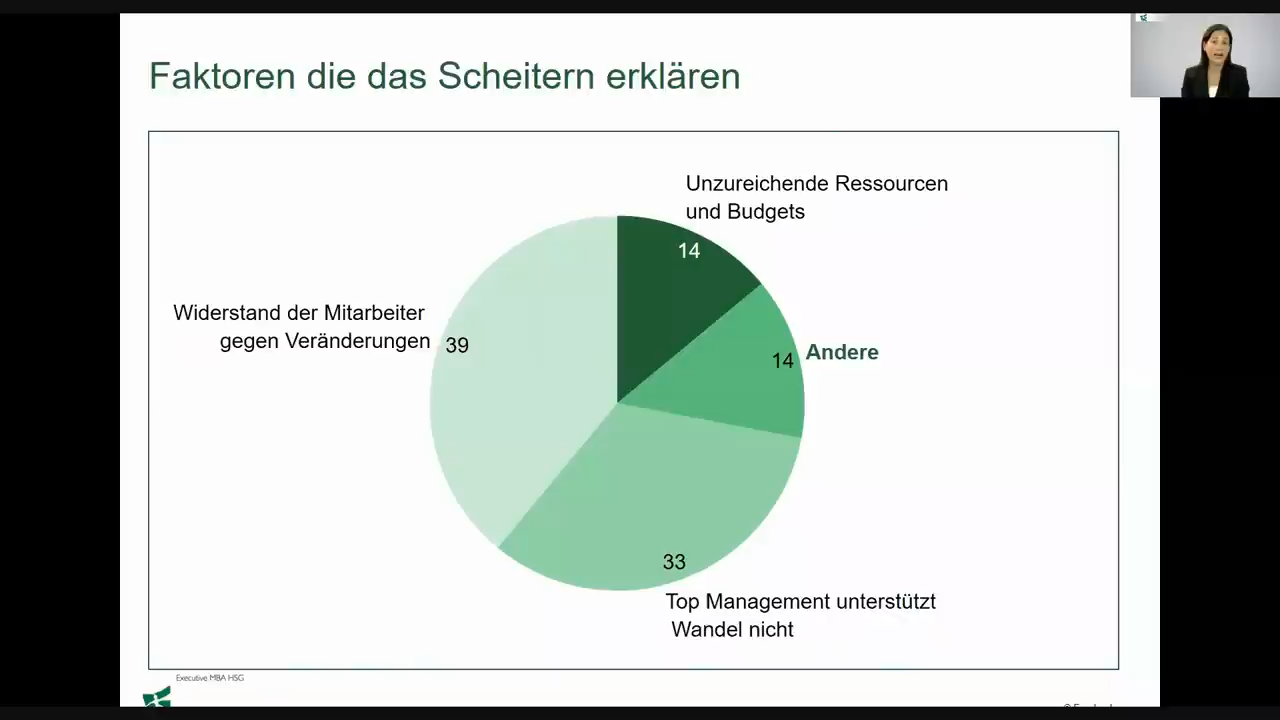 Faktoren die das Scheitern erklären
Unzureichende Ressourcen
und Budgets
14
Widerstand der Mitarbeiter
gegen Veränderungen
39
14
Andere
33
Top Management unterstützt
Wandel nicht
Executive MBA HSG